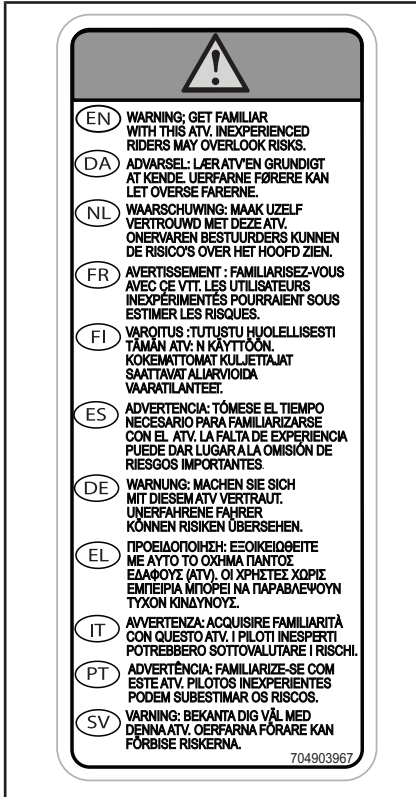 EN WARNING; GET FAMILIAR
WITH THIS ATV. INEXPERIENCED
RIDERS MAY OVERLOOK RISKS.
DA ADVARSEL: LÆR ATV'EN GRUNDIGT
AT KENDE. UERFARNE FØRERE KAN
LET OVERSE FARERNE.
NL WAARSCHUWING: MAAK UZELF
VERTROUWD MET DEZE ATV.
ONERVAREN BESTUURDERS KUNNEN
DE RISICO'S OVER HET HOOFD ZIEN.
FR AVERTISSEMENT : FAMILIARISEZ-VOUS
AVEC CE VTT. LES UTILISATEURS
INEXPÉRIMENTÉS POURRAIENT SOUS
ESTIMER LES RISQUES.
FI VAROITUS :TUTUSTU HUOLELLISESTI
TÄMÄN ATV: N KÄYTTÖÖN.
KOKEMATTOMAT KULJETTAJAT
SAATTAVAT ALIARVIOIDA
VAARATILANTEET.
ES ADVERTENCIA: TÓMESE EL TIEMPO
NECESARIO PARA FAMILIARIZARSE
CON EL ATV. LA FALTA DE EXPERIENCIA
PUEDE DAR LUGAR A LA OMISIÓN DE
RIESGOS IMPORTANTES.
DE WARNUNG: MACHEN SIE SICH
MIT DIESEM ATV VERTRAUT.
UNERFAHRENE FAHRER
KÖNNEN RISIKEN ÜBERSEHEN.
EL ΠΡΟΕΙΔΟΠΟΙΗΣΗ: ΕΞΟΙΚΕΙΩΘΕΙΤΕ
ΜΕ ΑΥΤΟ ΤΟ ΟΧΗΜΑ ΠΑΝΤΟΣ
ΕΔΑΦΟΥΣ (ATV). ΟΙ ΧΡΗΣΤΕΣ ΧΩΡΙΣ
ΕΜΠΕΙΡΙΑ ΜΠΟΡΕΙ ΝΑ ΠΑΡΑΒΛΕΨΟΥΝ
ΤΥΧΟΝ ΚΙΝΔΥΝΟΥΣ.
IT AVVERTENZA: ACQUISIRE FAMILIARITÀ
CON QUESTO ATV. I PILOTI INESPERTI
POTREBBERO SOTTOVALUTARE I RISCHI.
PT ADVERTÊNCIA: FAMILIARIZE-SE COM
ESTE ATV. PILOTOS INEXPERIENTES
PODEM SUBESTIMAR OS RISCOS.
SV VARNING: BEKANTA DIG VÄL MED
DENNA ATV. OERFARNA FÖRARE KAN
FÖRBISE RISKERNA.
704903967